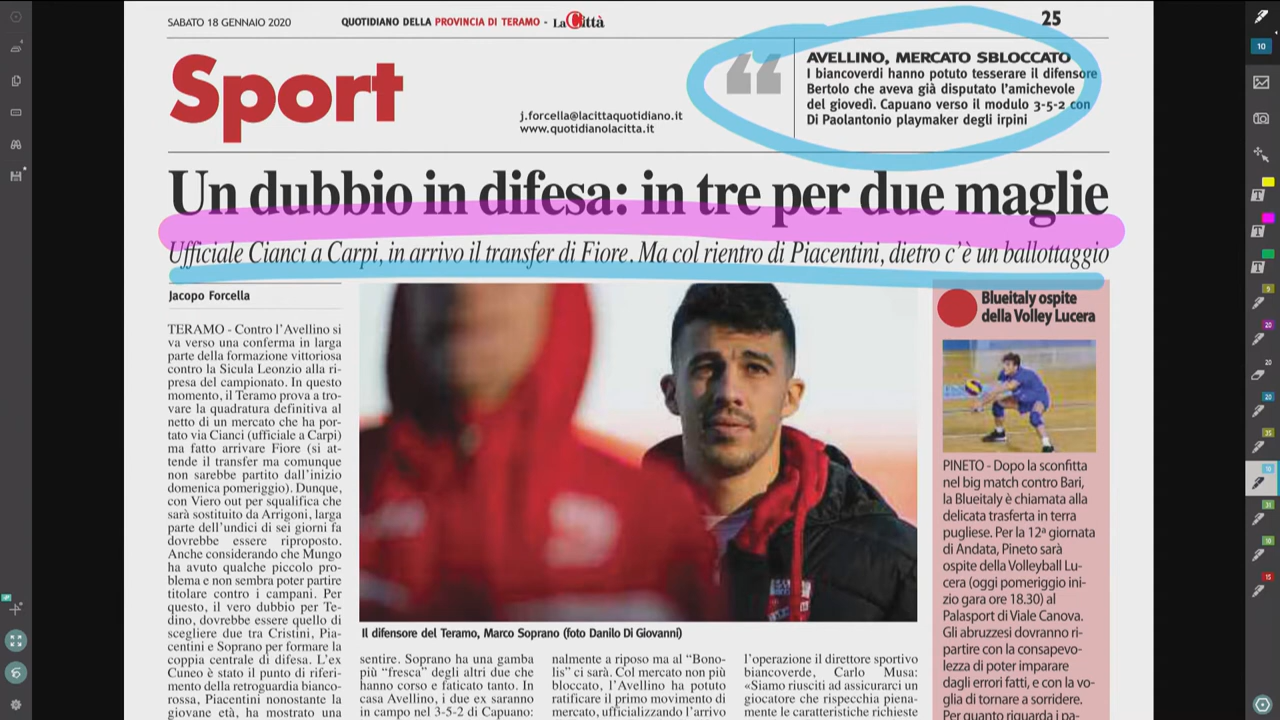 SABATO 18 GENNAIO 2020
QUOTIDIANO DELLA PROVINCIA DI TERAMO - La Città
25
Sport
j.forcella@lacittaquotidiano.it
www.quotidianolacitta.it
AVELLINO, MERCATO SBLOCCATO
I biancoverdi hanno potuto tesserare il difensore
Bertolo che aveva già disputato l'amichevole
del giovedì. Capuano verso il modulo 3-5-2 con
Di Paolantonio playmaker degli irpini
Un dubbio in difesa: in tre per due maglie
Ufficiale Cianci a Carpi, in arrivo il transfer di Fiore. Ma col rientro di Piacentini, dietro c'è un ballottaggio
Jacopo Forcella
TERAMO - Contro l'Avellino si
va verso una conferma in larga
parte della formazione vittoriosa
contro la Sicula Leonzio alla ri-
presa del campionato. In questo
momento, il Teramo prova a tro-
vare la quadratura definitiva al
netto di un mercato che ha por-
tato via Cianci (ufficiale a Carpi)
ma fatto arrivare Fiore (si at-
tende il transfer ma comunque
non sarebbe partito dall'inizio
domenica pomeriggio). Dunque,
con Viero out per squalifica che
sarà sostituito da Arrigoni, larga
parte dell'undici di sei giorni fa
dovrebbe essere riproposto.
Anche considerando che Mungo
ha avuto qualche piccolo pro-
blema e non sembra poter partire
titolare contro i campani. Per
questo, il vero dubbio per Te-
dino, dovrebbe essere quello di
scegliere due tra Cristini, Pia-
centini e Soprano per formare la
coppia centrale di difesa. L'ex
Cuneo è stato il punto di riferi-
mento della retroguardia bianco-
rossa, Piacentini nonostante la
giovane età, ha mostrato una
Il difensore del Teramo, Marco Soprano (foto Danilo Di Giovanni)
sentire. Soprano ha una gamba
più "fresca" degli altri due che
hanno corso e faticato tanto. In
casa Avellino, i due ex saranno
in campo nel 3-5-2 di Capuano:
nalmente a riposo ma al "Bono-
lis" ci sarà. Col mercato non più
bloccato, l'Avellino ha potuto
ratificare il primo movimento di
mercato, ufficializzando l'arrivo
l'operazione il direttore sportivo
biancoverde, Carlo Musa:
«Siamo riusciti ad assicurarci un
giocatore che rispecchia piena-
mente le caratteristiche richieste
Blueitaly ospite
della Volley Lucera
PINETO - Dopo la sconfitta
nel big match contro Bari,
la Blueitaly è chiamata alla
delicata trasferta in terra
pugliese. Per la 12ª giornata
di Andata, Pineto sarà
ospite della Volleyball Lu-
cera (oggi pomeriggio ini-
zio gara ore 18.30) al
Palasport di Viale Canova.
Gli abruzzesi dovranno ri-
partire con la consapevo-
lezza di poter imparare
dagli errori fatti, e con la vo-
glia di tornare a sorridere.
Per quanto riguarda i pa-